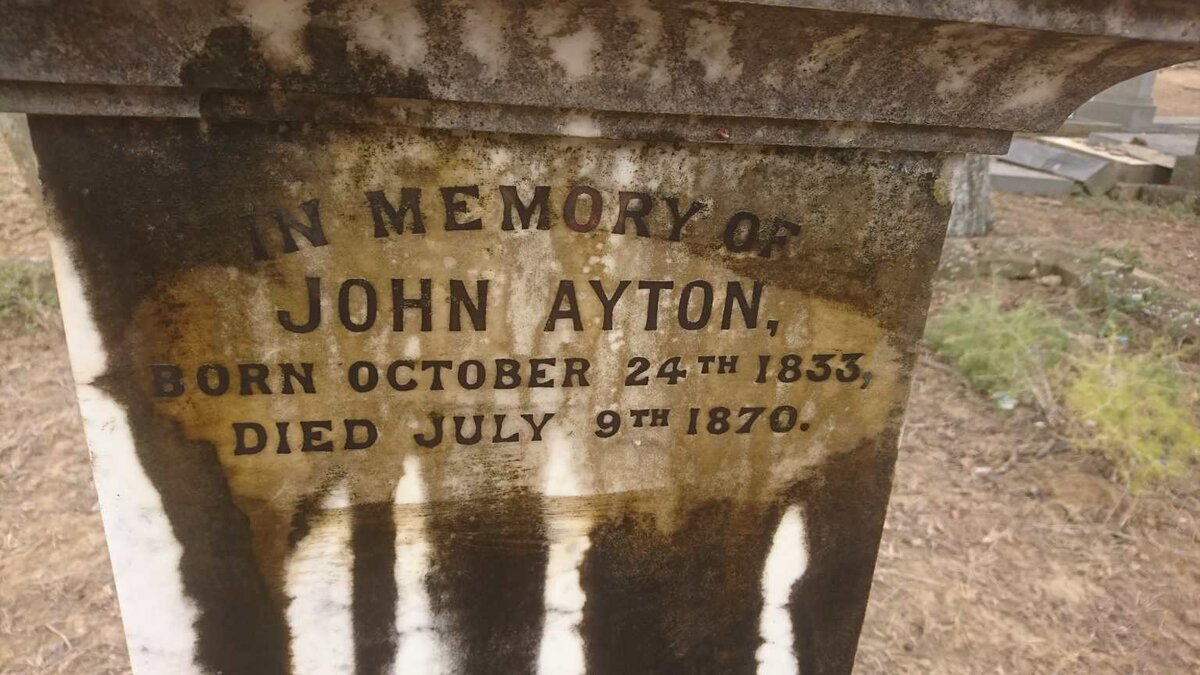 IN MEMORY OF
JOHN AYTON,
BORN OCTOBER 24TH 1833,
DIED JULY 9TH 1870.